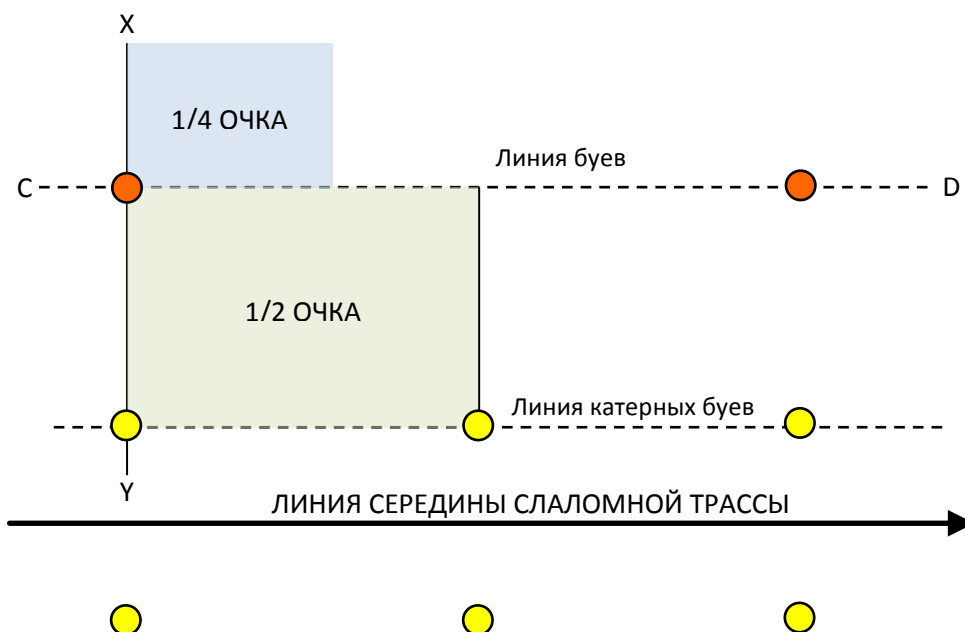 X
1/4 ОЧКА
Линия буев
C
D
1/2 ОЧКА
Линия катерных буев
Y
ЛИНИЯ СЕРЕДИНЫ СЛАЛОМНОЙ ТРАССЫ